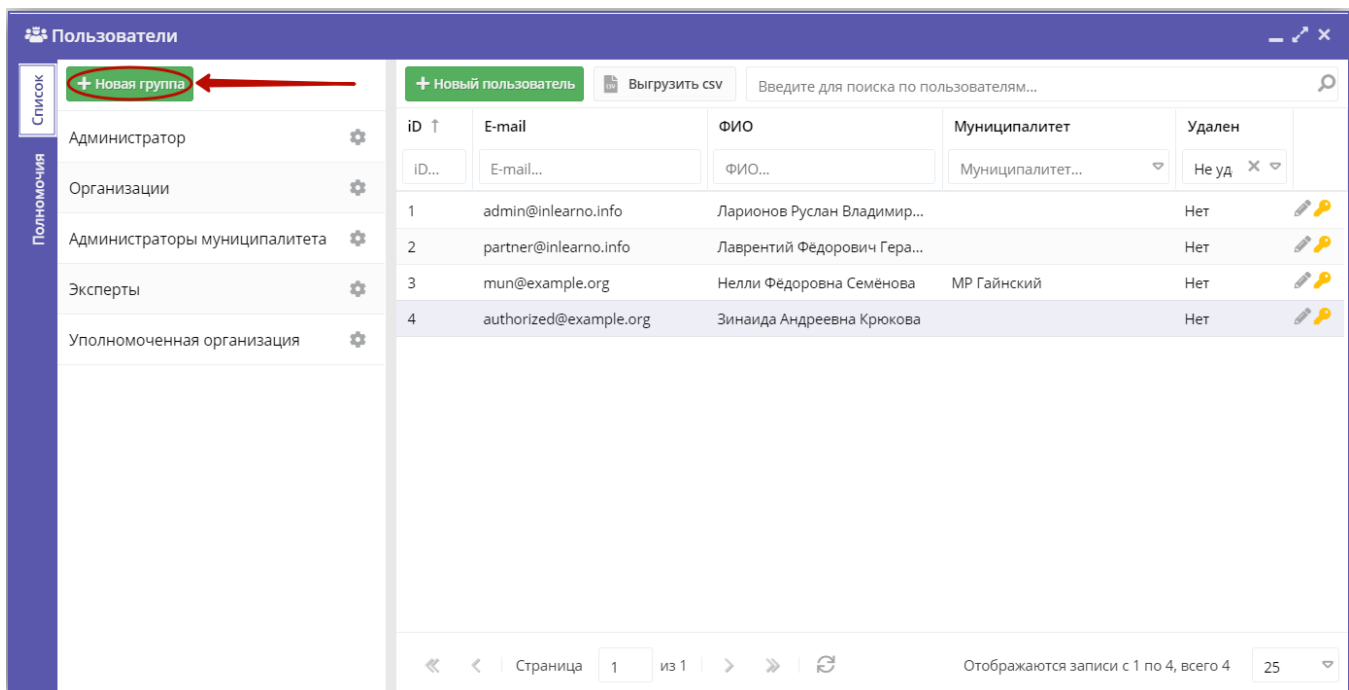 Пользователи
Список
Полномочия
Новая группа
Администратор
Организации
Администраторы муниципалитета
Эксперты
Уполномоченная организация
Новый пользователь Выгрузить csv Введите для поиска по пользователям...
iD ↑ E-mail ФИО Муниципалитет Удален
iD... E-mail... ФИО... Муниципалитет... Не уд
1 admin@inlearno.info Ларионов Руслан Владимир... Нет
2 partner@inlearno.info Лаврентий Фёдорович Гера... Нет
3 mun@example.org Нелли Фёдоровна Семёнова МР Гайнский Нет
4 authorized@example.org Зинаида Андреевна Крюкова Нет
Страница 1 из 1 Отображаются записи с 1 по 4, всего 4 25